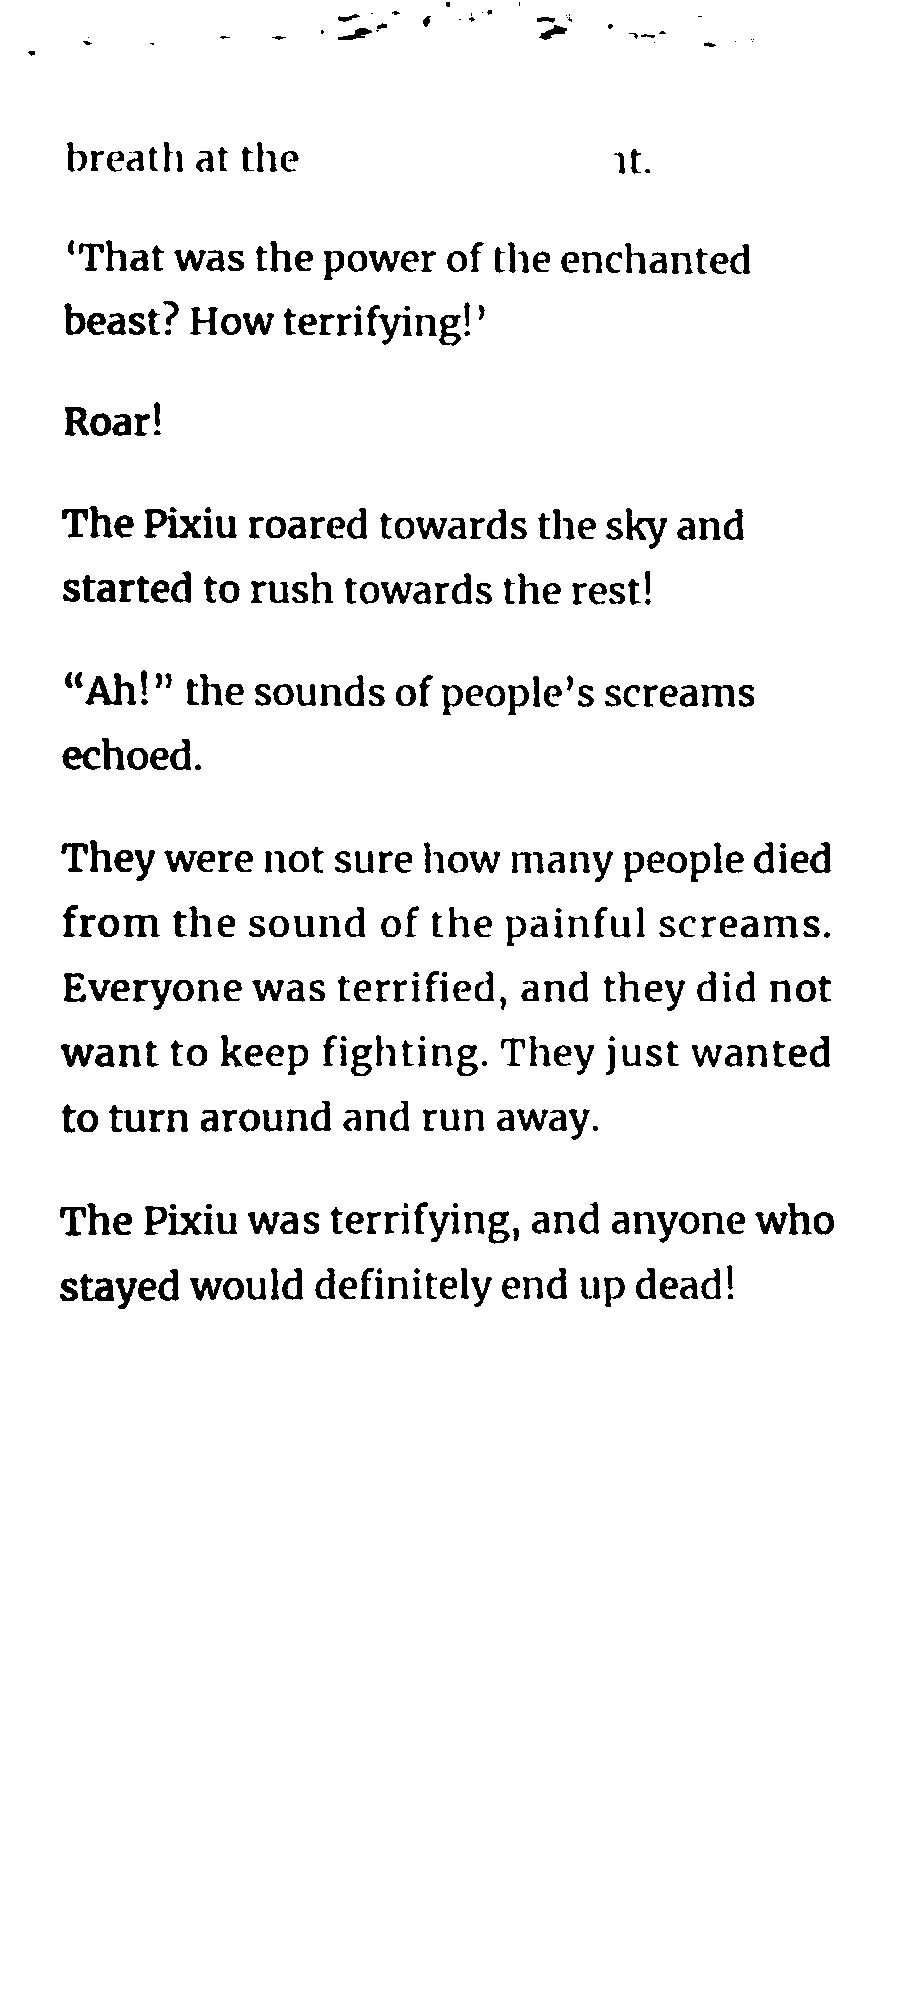 breath at the
‘That was the power of the enchanted
beast? How terrifying!’
Roar!
The Pixiu roared towards the sky and
started to rush towards the rest!
“Ah!” the sounds of people’s screams
echoed.
They were not sure how many people died
from the sound of the painful screams.
Everyone was terrified, and they did not
want to keep fighting. They just wanted
to turn around and run away.
The Pixiu was terrifying, and anyone who
stayed would definitely end up dead!